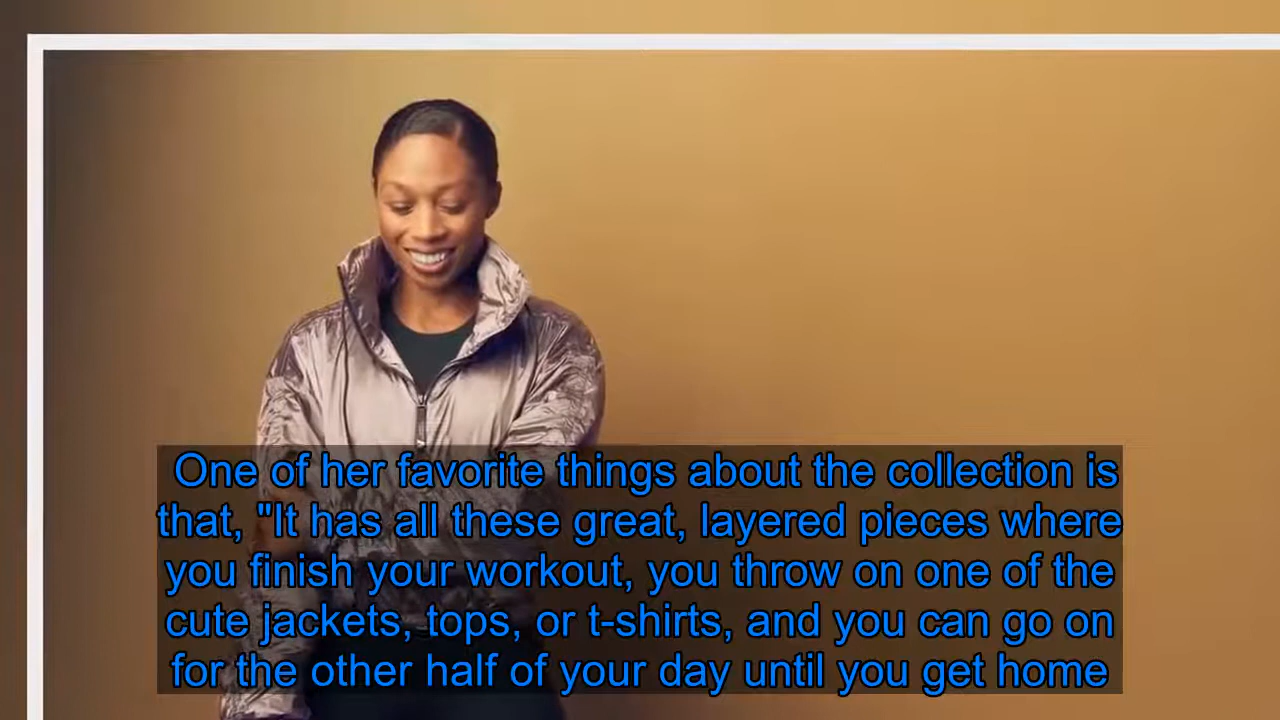 One of her favorite things about the collection is
that, "It has all these great, layered pieces where
you finish your workout, you throw on one of the
cute jackets, tops, or t-shirts, and you can go on
for the other half of your day until you get home